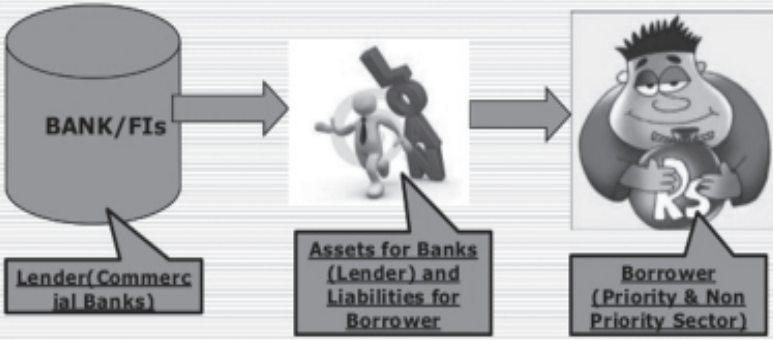 BANK/FIs
LOAN
RS
Lender(Commerc
ial Banks)
Assets for Banks
(Lender) and
Liabilities for
Borrower
Borrower
(Priority & Non
Priority Sector)